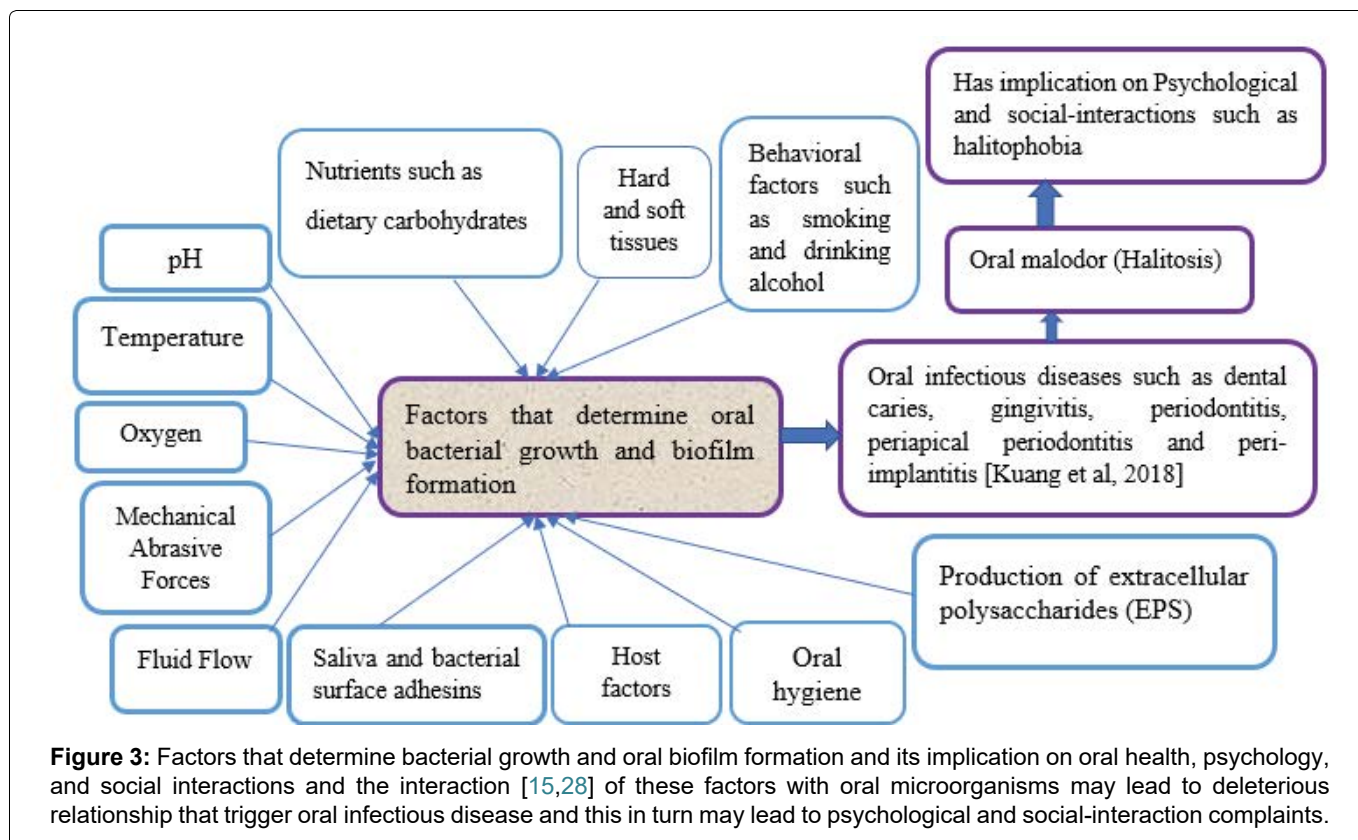 Has implication on Psychological
and social-interactions such as
halitophobia
Nutrients such as
dietary carbohydrates
Hard
and soft
tissues
Behavioral
factors such
as smoking
and drinking
alcohol
pH
Oral malodor (Halitosis)
Temperature
Oral infectious diseases such as dental
caries, gingivitis, periodontitis,
periapical periodontitis and peri-
implantitis [Kuang et al, 2018]
Factors that determine oral
bacterial growth and biofilm
formation
Oxygen
Mechanical
Abrasive
Forces
Production of extracellular
polysaccharides (EPS)
Fluid Flow
Saliva and bacterial
surface adhesins
Host
factors
Oral
hygiene
Figure 3: Factors that determine bacterial growth and oral biofilm formation and its implication on oral health, psychology,
and social interactions and the interaction [15,28] of these factors with oral microorganisms may lead to deleterious
relationship that trigger oral infectious disease and this in turn may lead to psychological and social-interaction complaints.